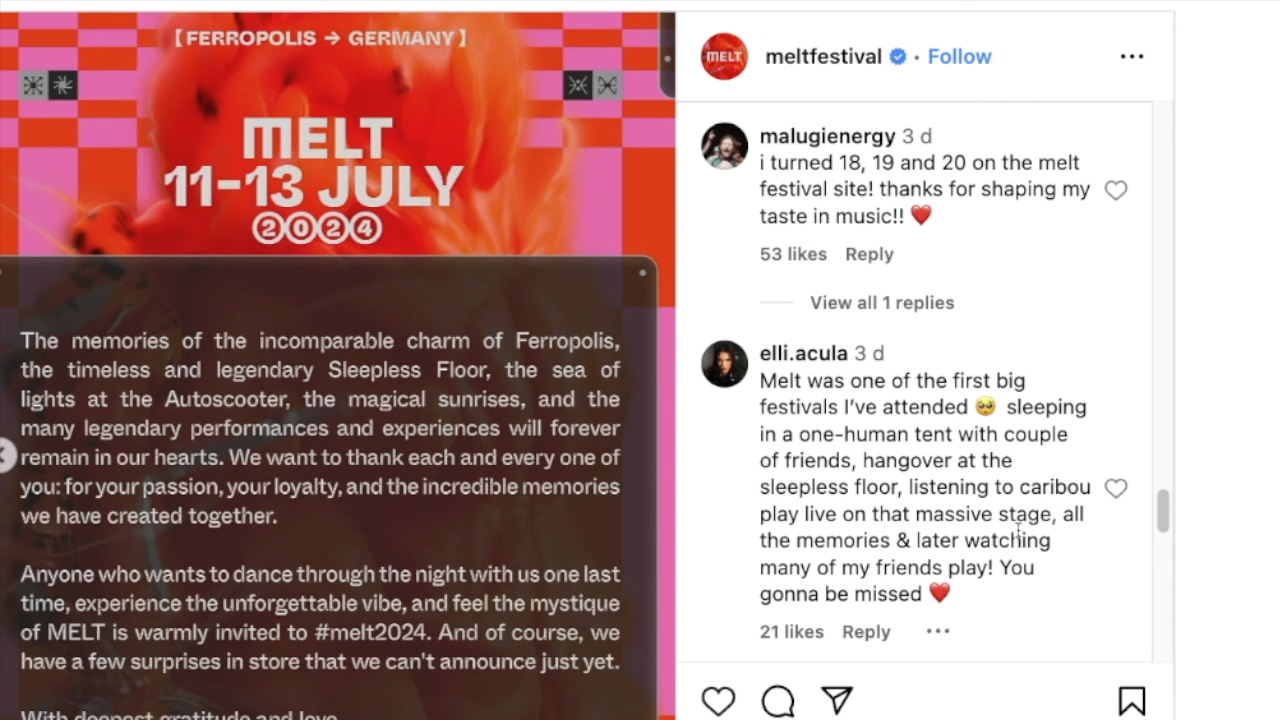 【FERROPOLIS → GERMANY】
MELT
11-13 JULY
2024
The memories of the incomparable charm of Ferropolis,
the timeless and legendary Sleepless Floor, the sea of
lights at the Autoscooter, the magical sunrises, and the
many legendary performances and experiences will forever
remain in our hearts. We want to thank each and every one of
you: for your passion, your loyalty, and the incredible memories
we have created together.
Anyone who wants to dance through the night with us one last
time, experience the unforgettable vibe, and feel the mystique
of MELT is warmly invited to #melt2024. And of course, we
have a few surprises in store that we can't announce just yet.
With deepest gratitude and love
MELT
meltfestival • Follow
malugienergy 3 d
i turned 18, 19 and 20 on the melt
festival site! thanks for shaping my
taste in music!! ❤️
53 likes Reply
View all 1 replies
elli.acula 3 d
Melt was one of the first big
festivals I've attended 🥺 sleeping
in a one-human tent with couple
of friends, hangover at the
sleepless floor, listening to caribou
play live on that massive stage, all
the memories & later watching
many of my friends play! You
gonna be missed ❤️
21 likes Reply